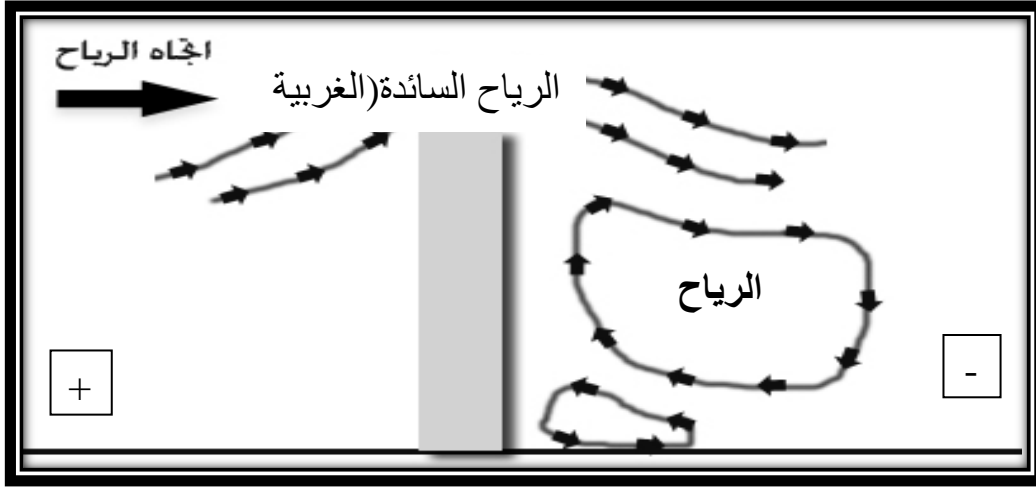 اتجاه الرياح
الرياح السائدة(الغربية
الرياح
+
-